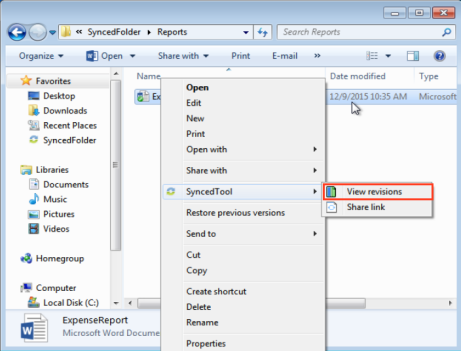 SyncedFolder ▸ Reports
Search Reports
Organize Open Share with Print E-mail »
Name Date modified Type
Favorites
Desktop
Downloads
Recent Places
SyncedFolder
Libraries
Documents
Music
Pictures
Videos
Homegroup
Computer
Local Disk (C:)
Ex 12/9/2015 10:35 AM Microsoft
Open
Edit
New
Print
Open with
Share with
SyncedTool
Restore previous versions
Send to
Cut
Copy
Create shortcut
Delete
Rename
Properties
View revisions
Share link
ExpenseReport
Microsoft Word Docume